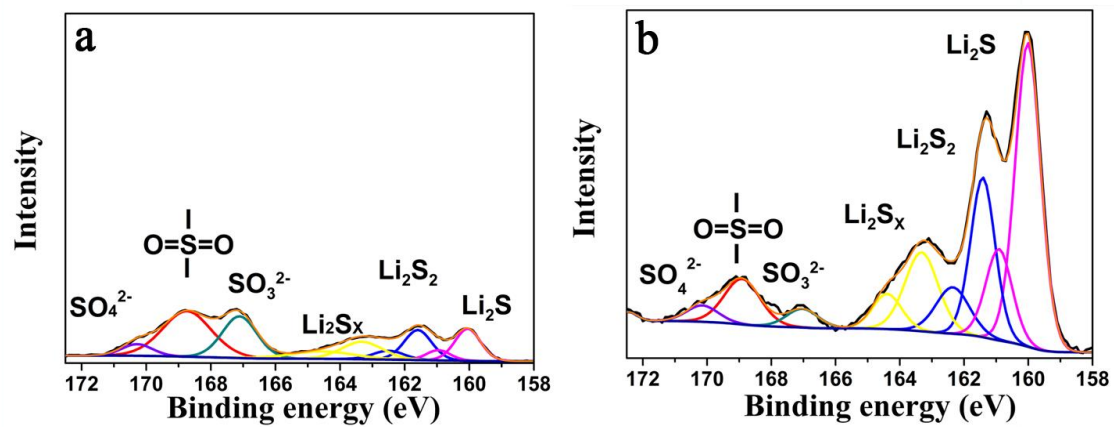 a
Intensity
SO₄²⁻
O=S=O
SO₃²⁻
Li₂Sₓ
Li₂S₂
Li₂S
172 170 168 166 164 162 160 158
Binding energy (eV)
b
Intensity
SO₄²⁻
O=S=O
SO₃²⁻
Li₂Sₓ
Li₂S₂
Li₂S
172 170 168 166 164 162 160 158
Binding energy (eV)